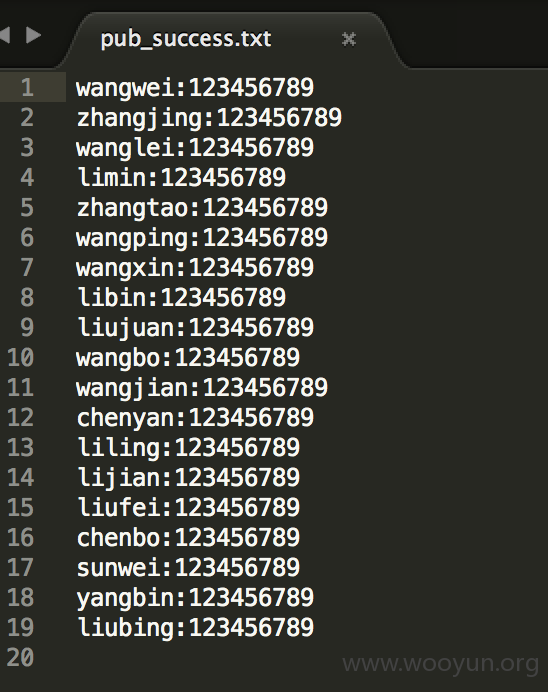 pub_success.txt
1 wangwei:123456789
2 zhangjing:123456789
3 wanglei:123456789
4 limin:123456789
5 zhangtao:123456789
6 wangping:123456789
7 wangxin:123456789
8 libin:123456789
9 liujuan:123456789
10 wangbo:123456789
11 wangjian:123456789
12 chenyan:123456789
13 liling:123456789
14 lijian:123456789
15 liufei:123456789
16 chenbo:123456789
17 sunwei:123456789
18 yangbin:123456789
19 liubing:123456789
20
www.wooyun.org